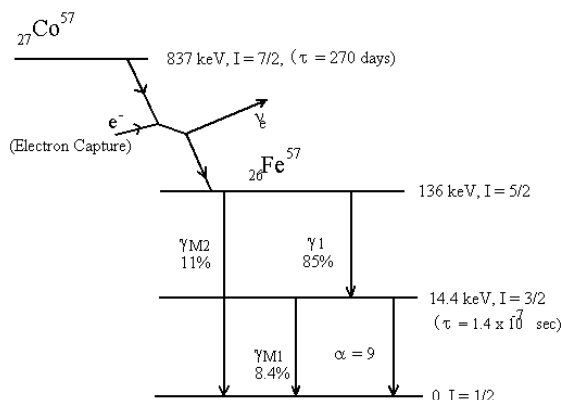 27Co57
837 keV, I = 7/2, (τ = 270 days)
e-
γe
(Electron Capture)
26Fe57
136 keV, I = 5/2
γM2
11%
γ1
85%
14.4 keV, I = 3/2
(τ = 1.4 x 10-7 sec)
γM1
8.4%
α = 9
0, I = 1/2